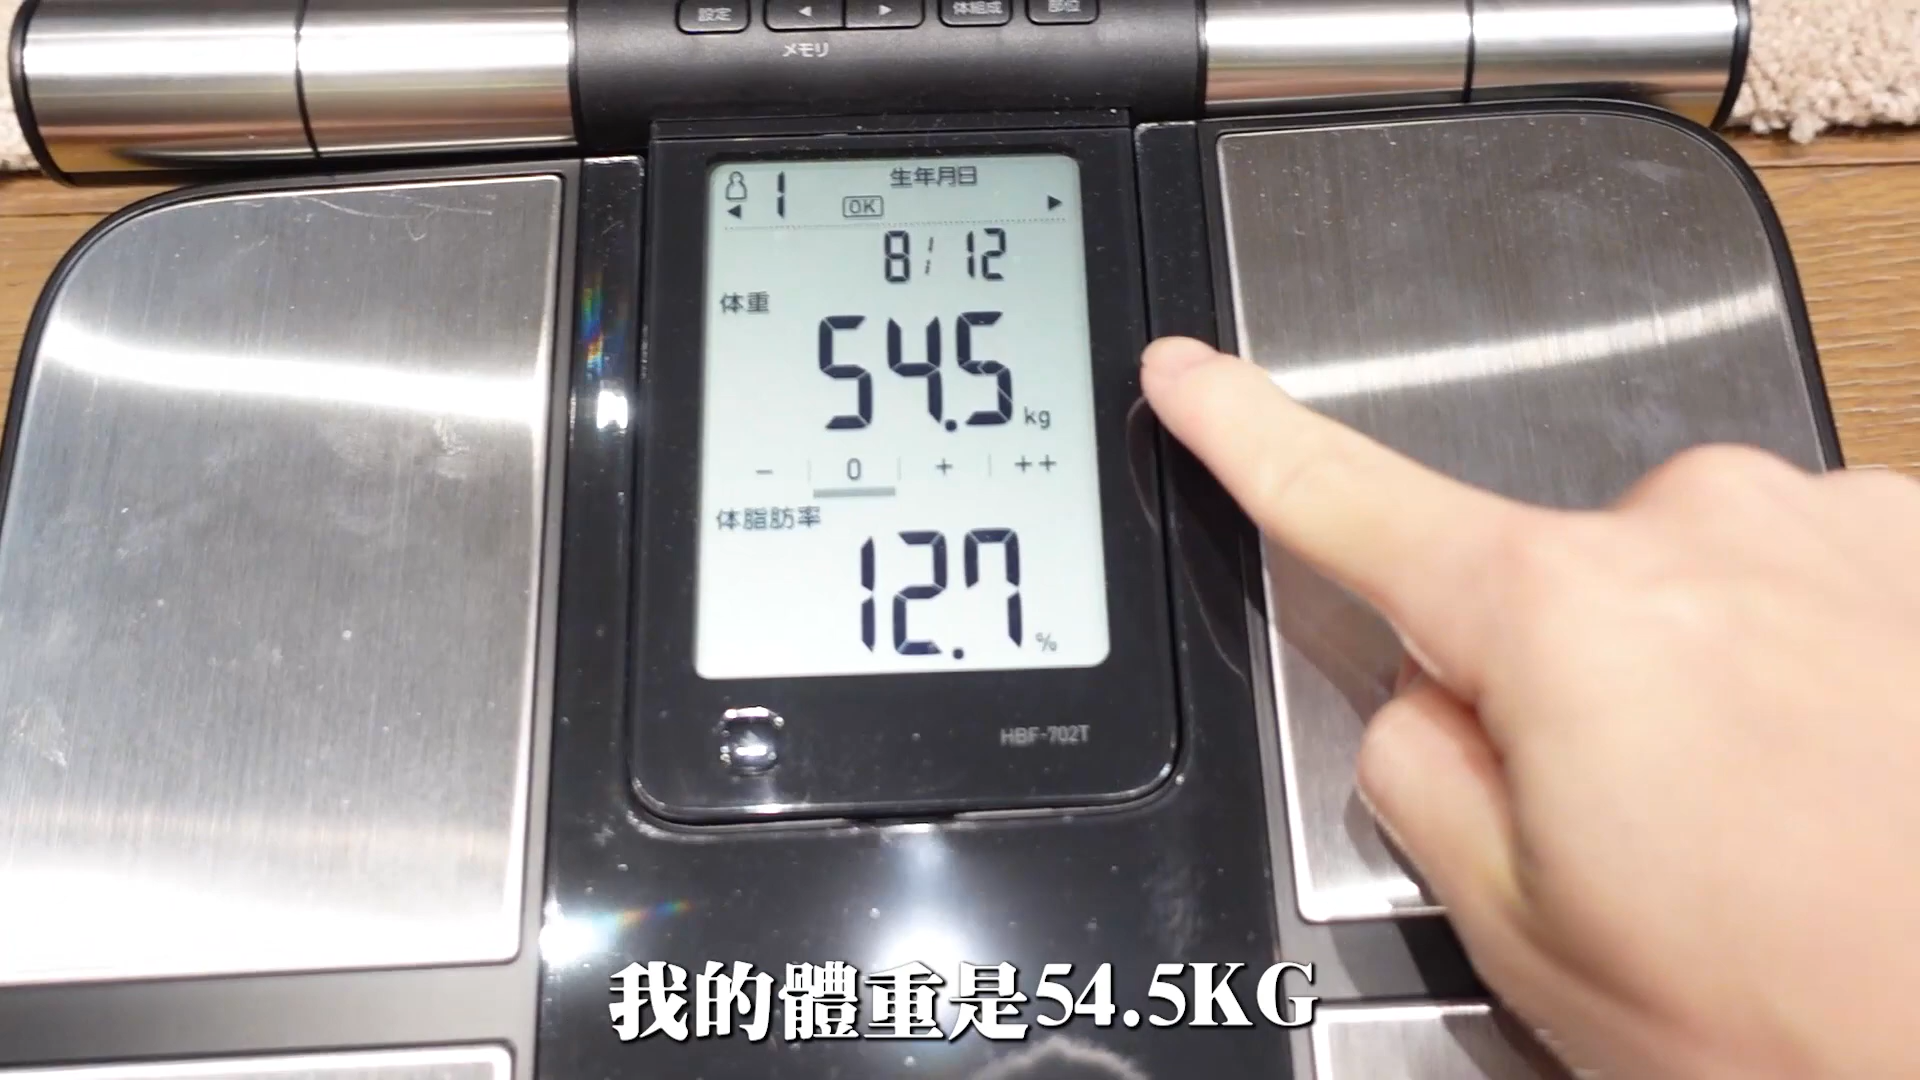 設定 ◀ ▶ 体組成 部位
メモリ
生年月日
1 OK
8/12
体重
54.5 kg
- 0 + ++
体脂肪率
12.7 %
HBF-702T
我的體重是54.5KG